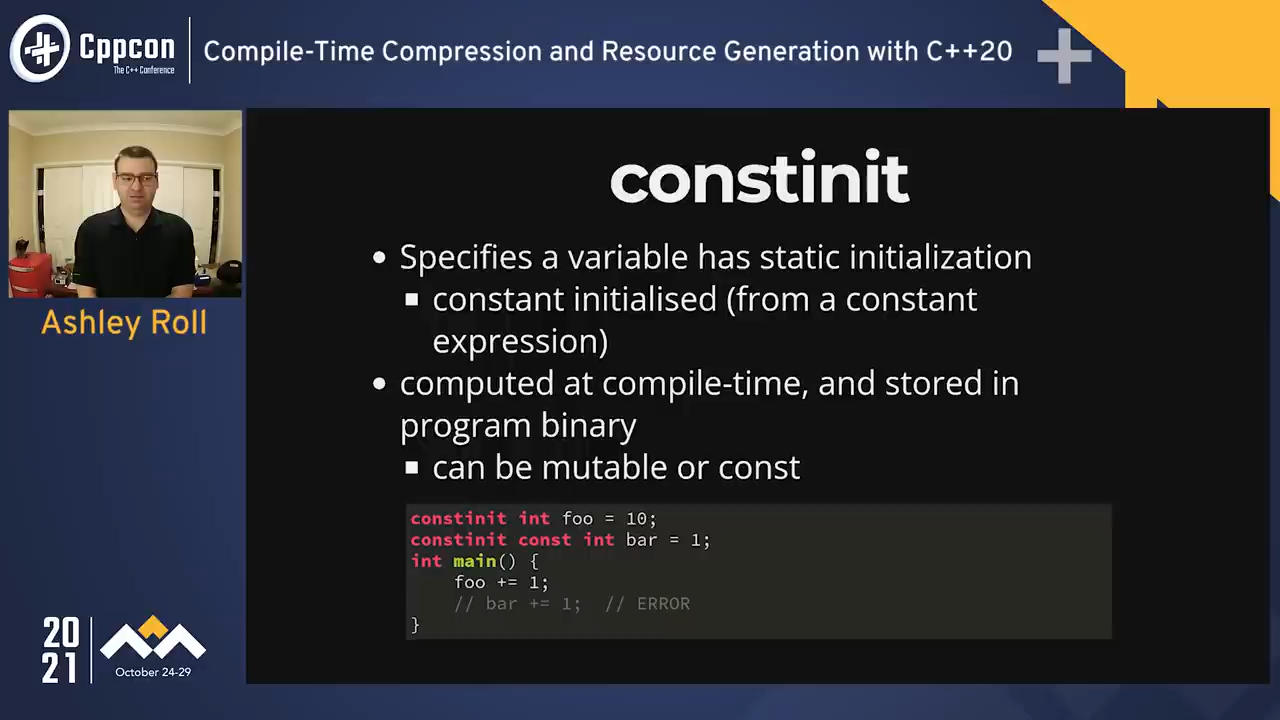 Cppcon
The C++ Conference
Compile-Time Compression and Resource Generation with C++20
Ashley Roll
constinit
• Specifies a variable has static initialization
▪ constant initialised (from a constant
expression)
• computed at compile-time, and stored in
program binary
▪ can be mutable or const
constinit int foo = 10;
constinit const int bar = 1;
int main() {
    foo += 1;
    // bar += 1;  // ERROR
}
20
21
October 24-29